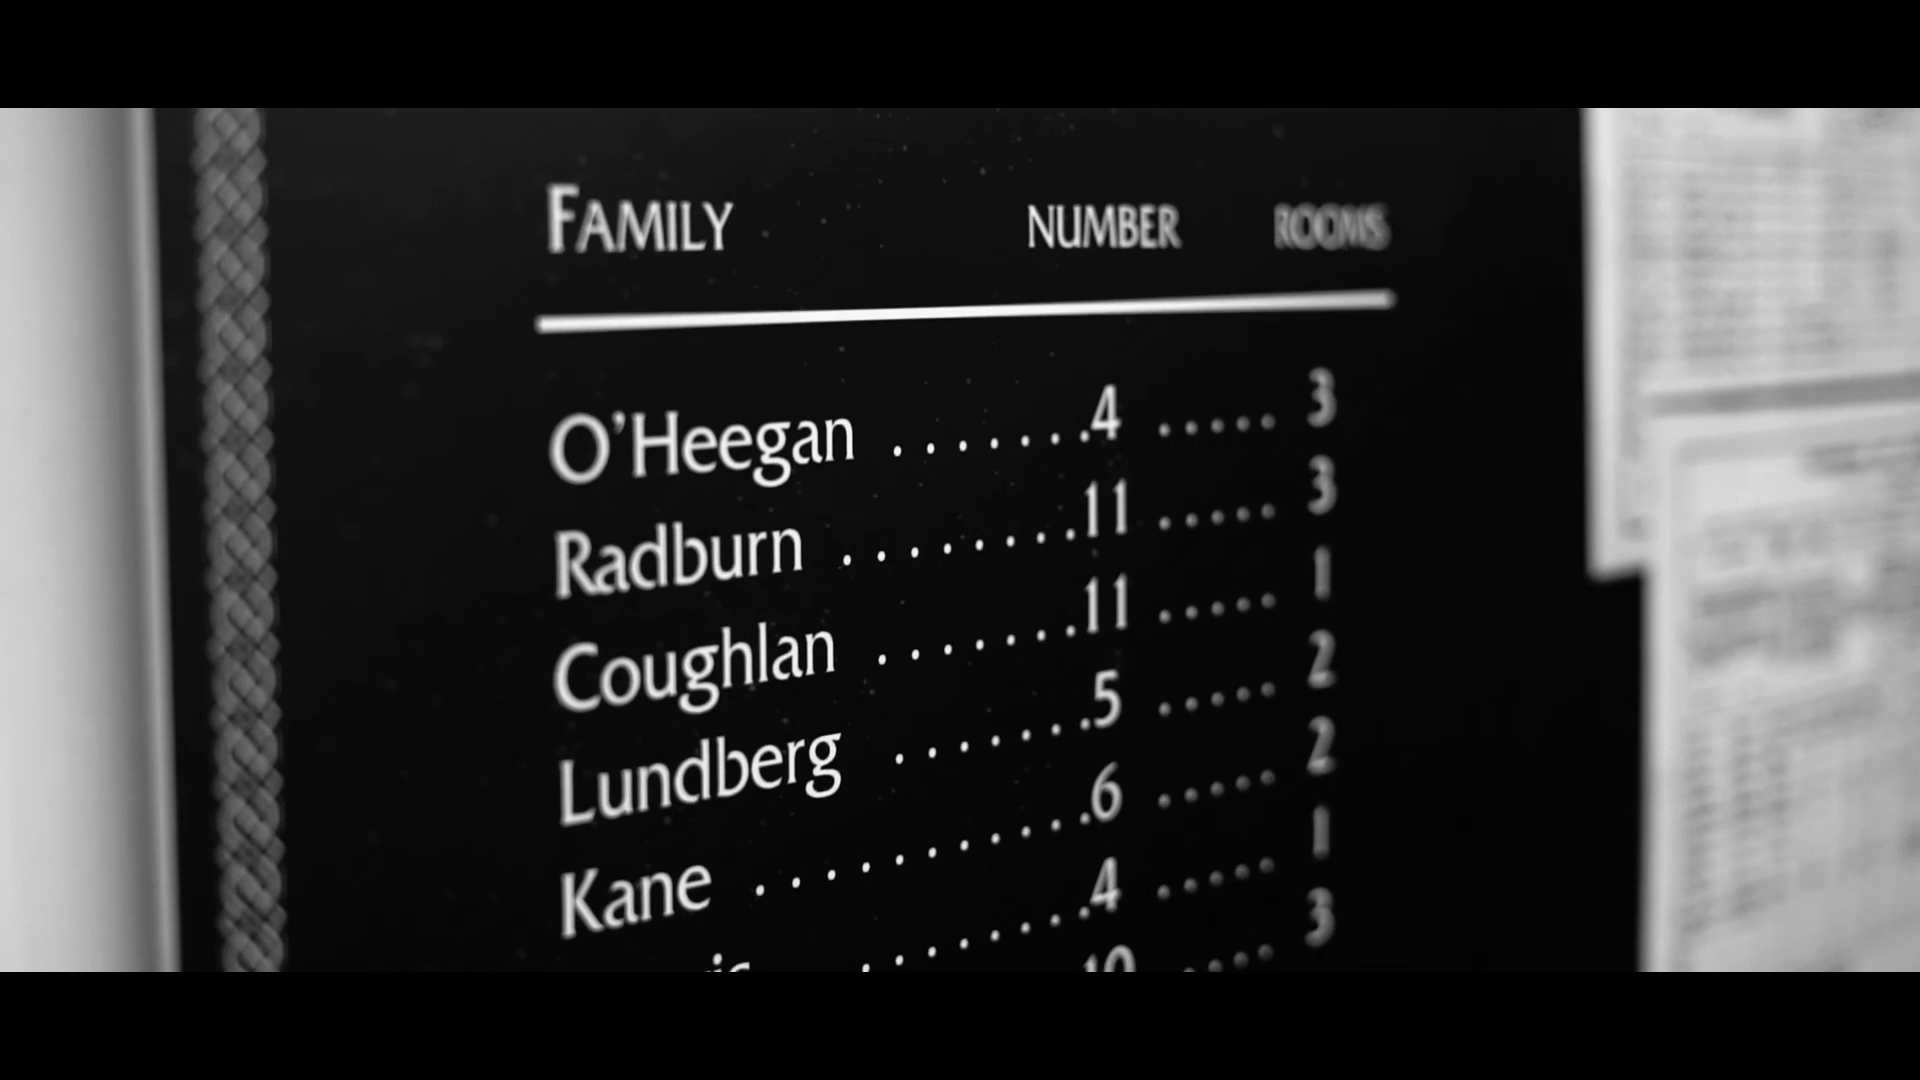 FAMILY NUMBER ROOMS
O'Heegan . . . . . . .4 . . . . . 3
Radburn . . . . . . . .11 . . . . . 3
Coughlan . . . . . . .11 . . . . . 1
Lundberg . . . . . . .5 . . . . . 2
Kane . . . . . . . . . . .6 . . . . . 2
. . . . . . . .4 . . . . . 1
10 . . . . 3